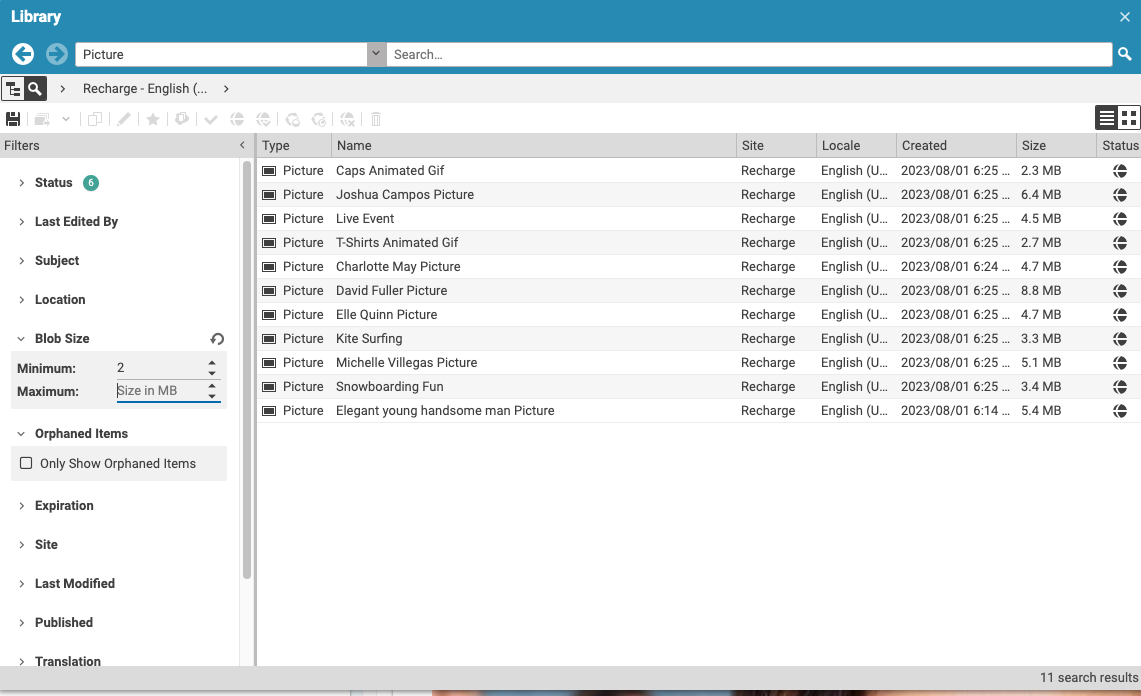 Library
Picture Search...
Recharge - English (...
Filters
Status 6
Last Edited By
Subject
Location
Blob Size
Minimum: 2
Maximum: Size in MB
Orphaned Items
Only Show Orphaned Items
Expiration
Site
Last Modified
Published
Translation
Type Name Site Locale Created Size Status
Picture Caps Animated Gif Recharge English (U... 2023/08/01 6:25 ... 2.3 MB
Picture Joshua Campos Picture Recharge English (U... 2023/08/01 6:25 ... 6.4 MB
Picture Live Event Recharge English (U... 2023/08/01 6:25 ... 4.5 MB
Picture T-Shirts Animated Gif Recharge English (U... 2023/08/01 6:25 ... 2.7 MB
Picture Charlotte May Picture Recharge English (U... 2023/08/01 6:24 ... 4.7 MB
Picture David Fuller Picture Recharge English (U... 2023/08/01 6:25 ... 8.8 MB
Picture Elle Quinn Picture Recharge English (U... 2023/08/01 6:25 ... 4.7 MB
Picture Kite Surfing Recharge English (U... 2023/08/01 6:25 ... 3.3 MB
Picture Michelle Villegas Picture Recharge English (U... 2023/08/01 6:25 ... 5.1 MB
Picture Snowboarding Fun Recharge English (U... 2023/08/01 6:25 ... 3.4 MB
Picture Elegant young handsome man Picture Recharge English (U... 2023/08/01 6:14 ... 5.4 MB
11 search results